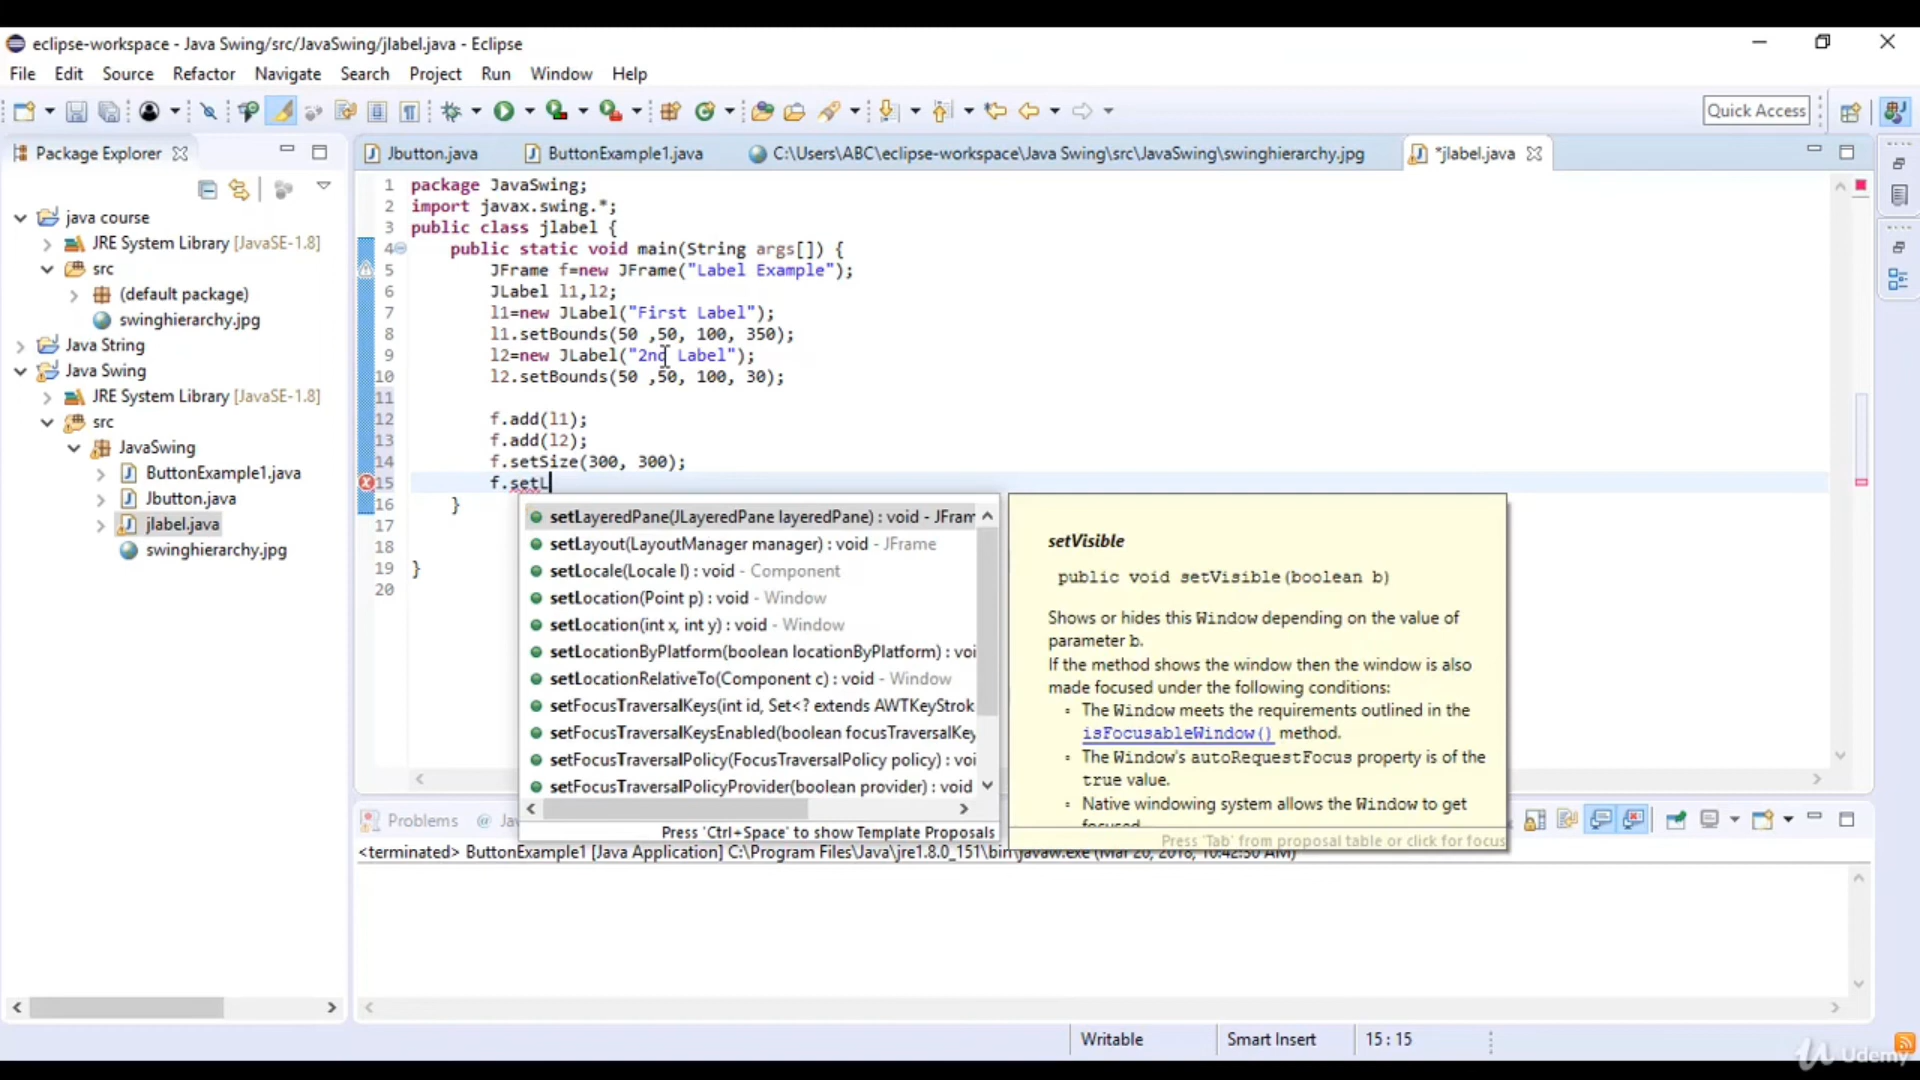 eclipse-workspace - Java Swing/src/JavaSwing/jlabel.java - Eclipse
File Edit Source Refactor Navigate Search Project Run Window Help
Quick Access
Package Explorer
Jbutton.java
ButtonExample1.java
C:\Users\ABC\eclipse-workspace\Java Swing\src\JavaSwing\swinghierarchy.jpg
*jlabel.java
java course
JRE System Library [JavaSE-1.8]
src
(default package)
swinghierarchy.jpg
Java String
Java Swing
JRE System Library [JavaSE-1.8]
src
JavaSwing
ButtonExample1.java
Jbutton.java
jlabel.java
swinghierarchy.jpg
1 package JavaSwing;
2 import javax.swing.*;
3 public class jlabel {
4 public static void main(String args[]) {
5 JFrame f=new JFrame("Label Example");
6 JLabel l1,l2;
7 l1=new JLabel("First Label");
8 l1.setBounds(50 ,50, 100, 350);
9 l2=new JLabel("2nd Label");
10 l2.setBounds(50 ,50, 100, 30);
11
12 f.add(l1);
13 f.add(l2);
14 f.setSize(300, 300);
15 f.setL
16 }
17
18
19 }
20
setLayeredPane(JLayeredPane layeredPane) : void - JFram
setLayout(LayoutManager manager) : void - JFrame
setLocale(Locale l) : void - Component
setLocation(Point p) : void - Window
setLocation(int x, int y) : void - Window
setLocationByPlatform(boolean locationByPlatform) : voi
setLocationRelativeTo(Component c) : void - Window
setFocusTraversalKeys(int id, Set<? extends AWTKeyStrok
setFocusTraversalKeysEnabled(boolean focusTraversalKey
setFocusTraversalPolicy(FocusTraversalPolicy policy) : voi
setFocusTraversalPolicyProvider(boolean provider) : void
Press 'Ctrl+Space' to show Template Proposals
setVisible
public void setVisible(boolean b)
Shows or hides this Window depending on the value of
parameter b.
If the method shows the window then the window is also
made focused under the following conditions:
The Window meets the requirements outlined in the
isFocusableWindow() method.
The Window's autoRequestFocus property is of the
true value.
Native windowing system allows the Window to get
focused.
Press 'Tab' from proposal table or click for focus
Problems @ Jav
<terminated> ButtonExample1 [Java Application] C:\Program Files\Java\jre1.8.0_151\bin\javaw.exe (Mar 20, 2018, 10:42:50 AM)
Writable Smart Insert 15 : 15
Udemy